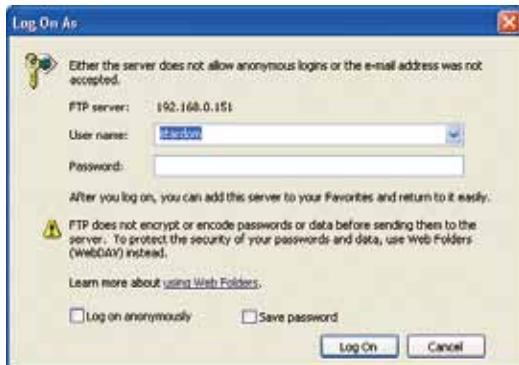 Log On As
Either the server does not allow anonymous logins or the e-mail address was not
accepted.
FTP server: 192.168.0.151
User name: stardom
Password:
After you log on, you can add this server to your Favorites and return to it easily.
FTP does not encrypt or encode passwords or data before sending them to the
server. To protect the security of your passwords and data, use Web Folders
(WebDAV) instead.
Learn more about using Web Folders.
Log on anonymously Save password
Log On Cancel